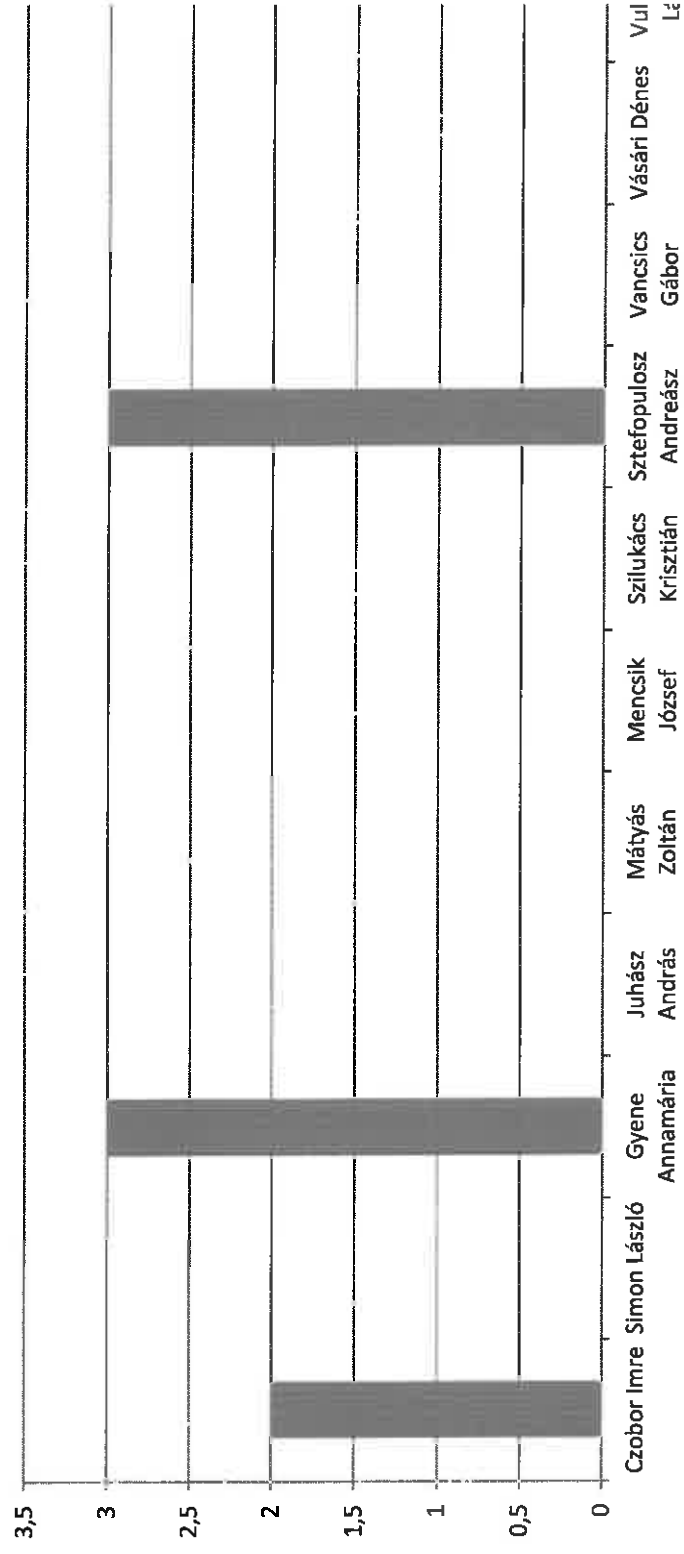 3,5
3
2,5
2
1,5
1
0,5
0
Czobor Imre
Simon László
Gyene
Annamária
Juhász
András
Mátyás
Zoltán
Mencsik
József
Szilukács
Krisztián
Sztefopulosz
Andreász
Vancsics
Gábor
Vásári Dénes
Vul